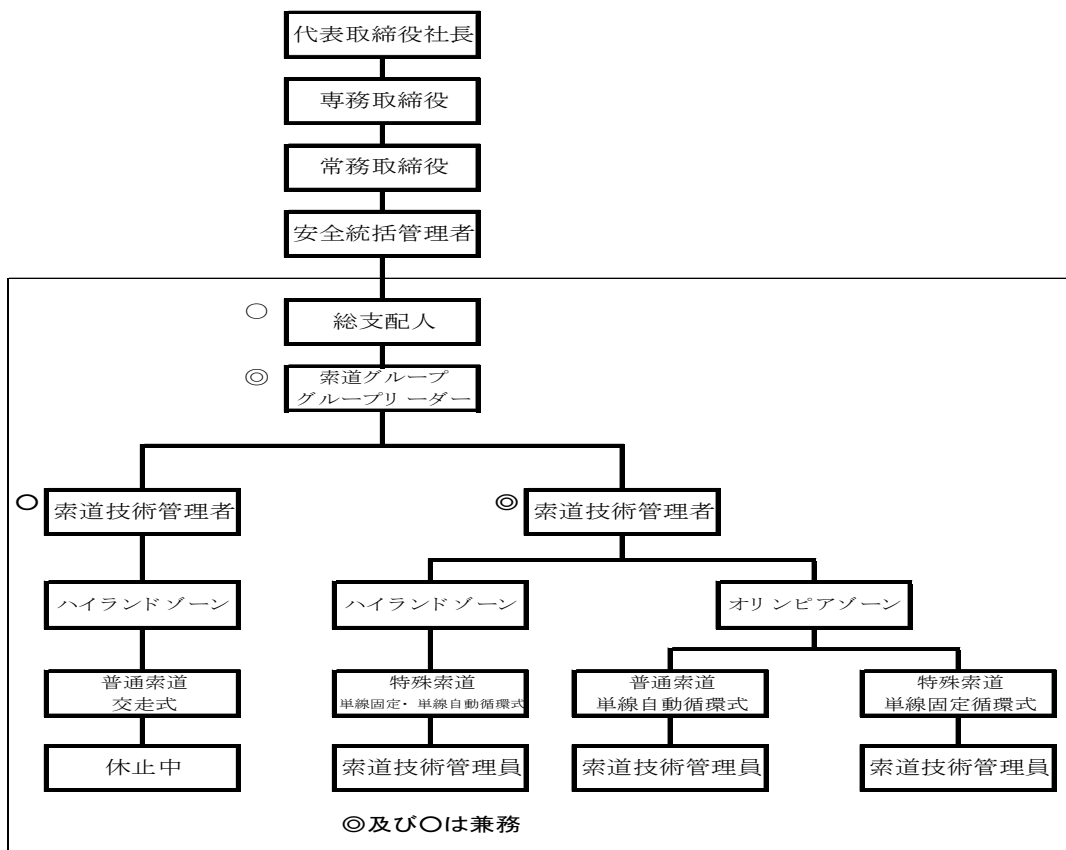 代表取締役社長
専務取締役
常務取締役
安全統括管理者
○
総支配人
◎
索道グループ
グループリーダー
○
索道技術管理者
◎
索道技術管理者
ハイランドゾーン
ハイランドゾーン
オリンピアゾーン
普通索道
交走式
特殊索道
単線固定・単線自動循環式
普通索道
単線自動循環式
特殊索道
単線固定循環式
休止中
索道技術管理員
索道技術管理員
索道技術管理員
◎及び○は兼務